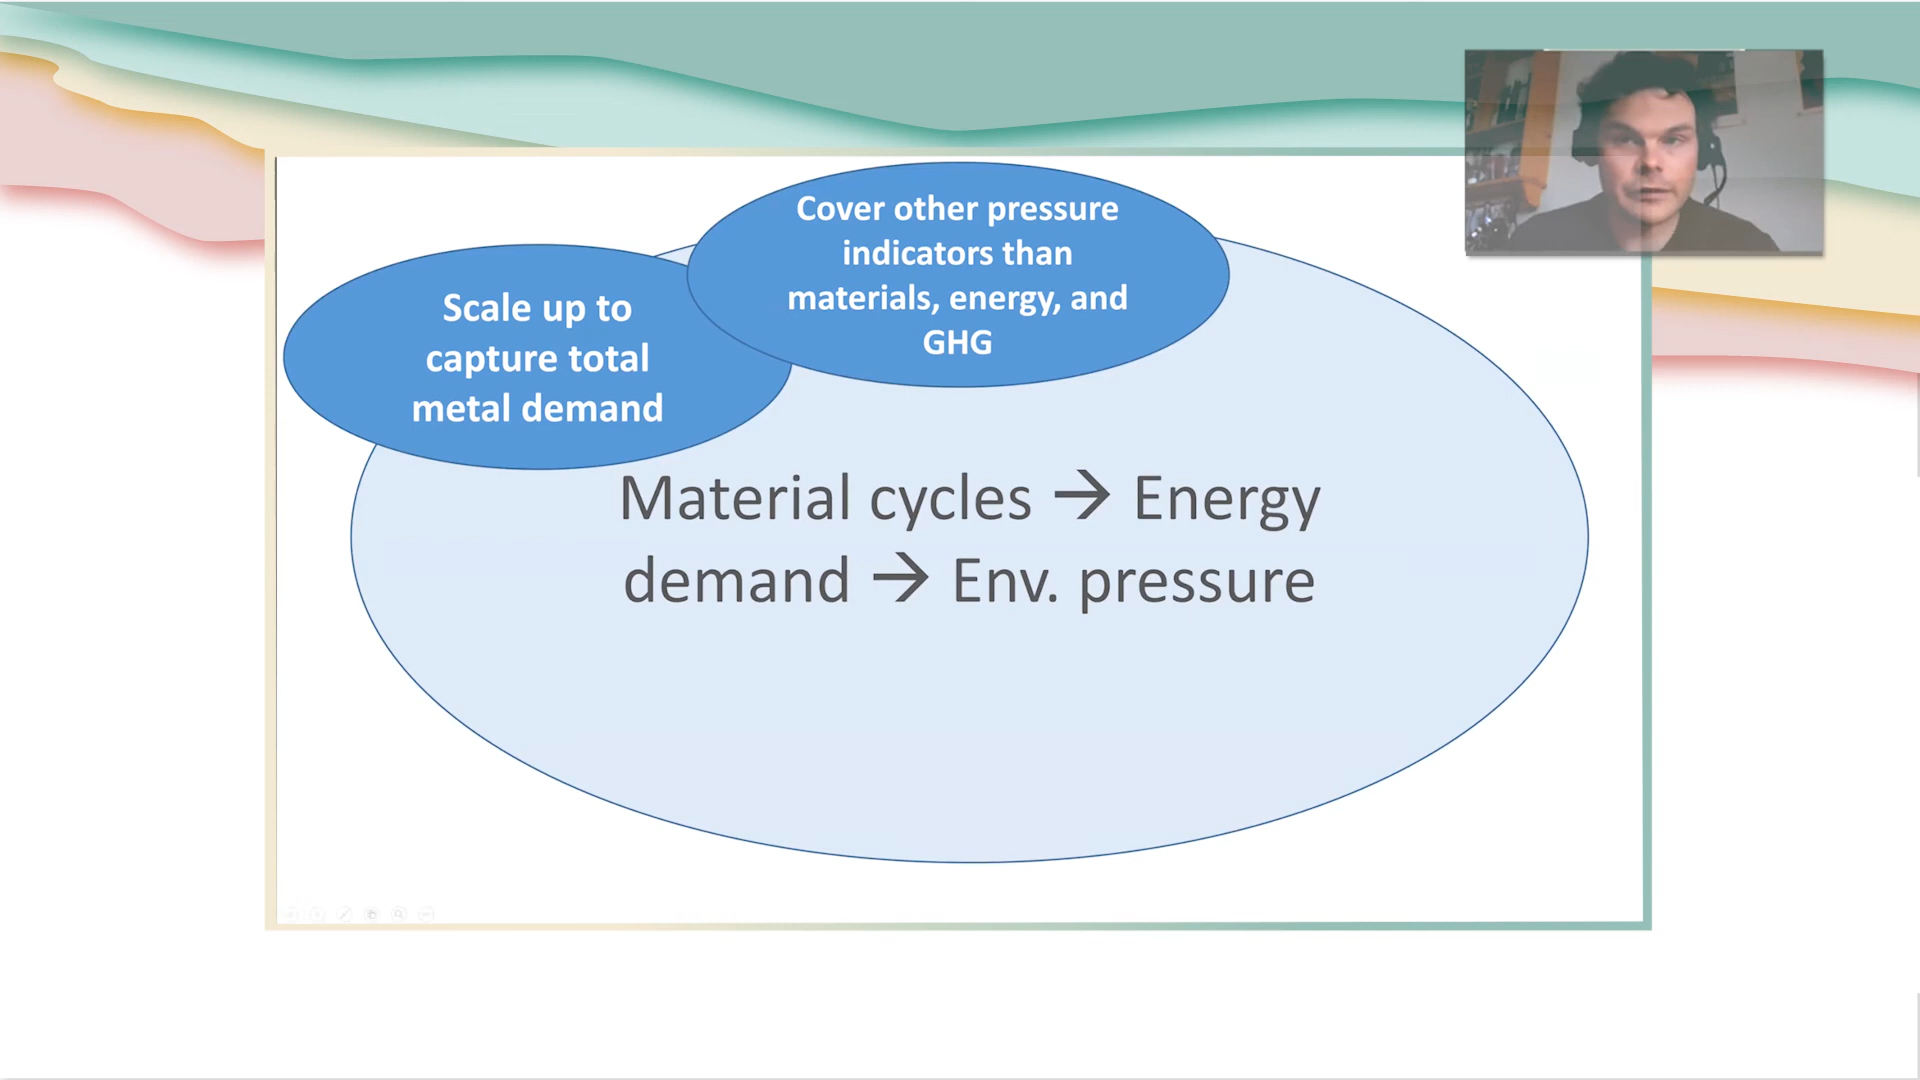 Cover other pressure
indicators than
materials, energy, and
GHG
Scale up to
capture total
metal demand
Material cycles → Energy
demand → Env. pressure